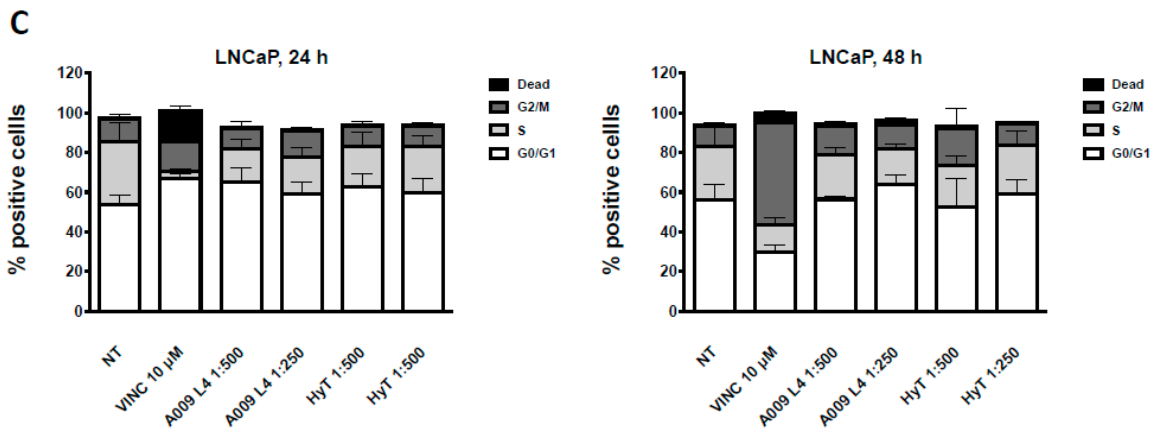 C
LNCaP, 24 h
% positive cellls
120
100
80
60
40
20
0
NT
VINC 10 µM
A009 L4 1:500
A009 L4 1:250
HyT 1:500
HyT 1:500
Dead
G2/M
S
G0/G1
LNCaP, 48 h
% positive cellls
120
100
80
60
40
20
0
NT
VINC 10 µM
A009 L4 1:500
A009 L4 1:250
HyT 1:500
HyT 1:250
Dead
G2/M
S
G0/G1